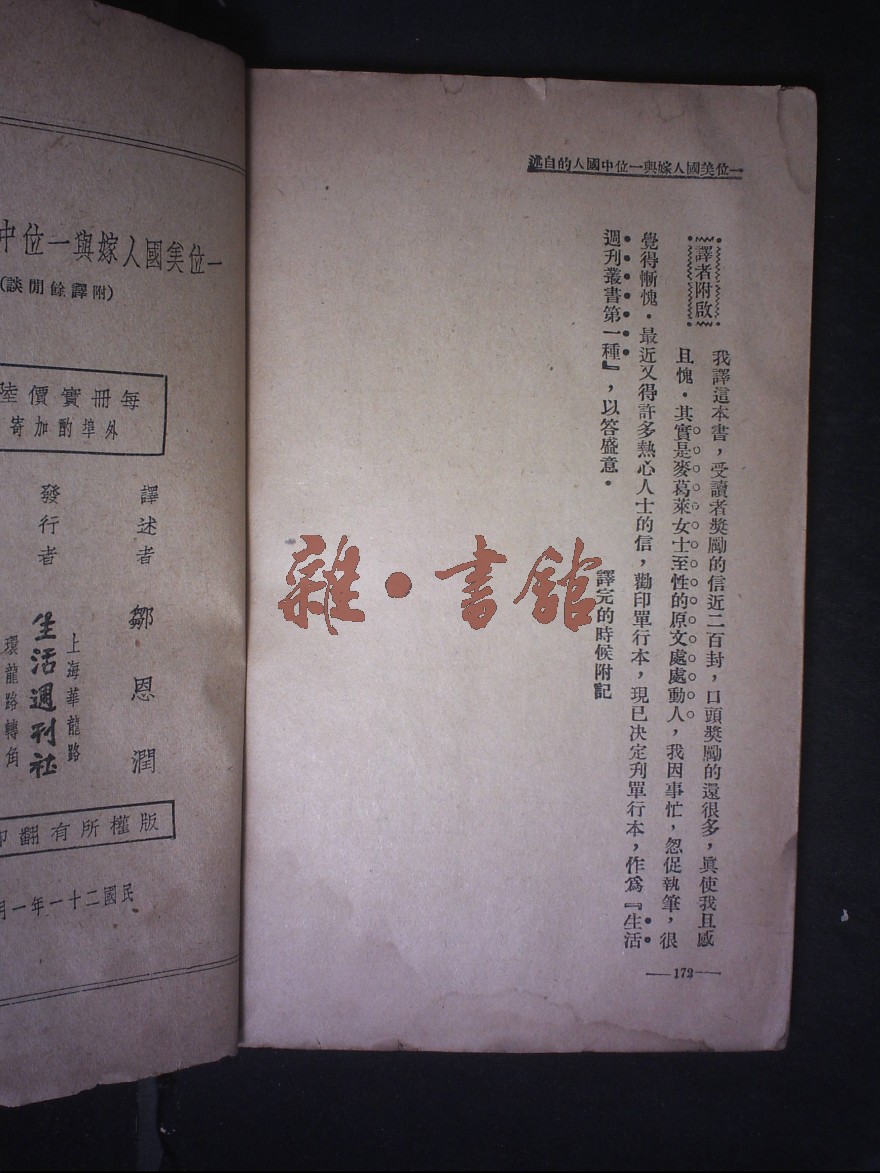 一位美國人嫁與一位中國人的自述
譯者附啟
我譯這本書，受讀者獎勵的信近二百封，口頭獎勵的還很多，眞使我且感
且愧．其實是麥葛萊女士至性的原文處處動人，我因事忙，忽促執筆，很
覺得慚愧．最近又得許多熱心人士的信，勸印單行本，現已決定刋單行本，作爲『生活
週刋叢書第一種』，以答盛意．
譯完的時候附記
—172—
雜·書館
一位美國人嫁與一位中
(附譯餘閒談)
每冊實價陸
外埠酌加寄
譯述者 鄒恩潤
發行者 生活週刊社
上海華龍路
環龍路轉角
版權所有翻印
民國二十一年一月